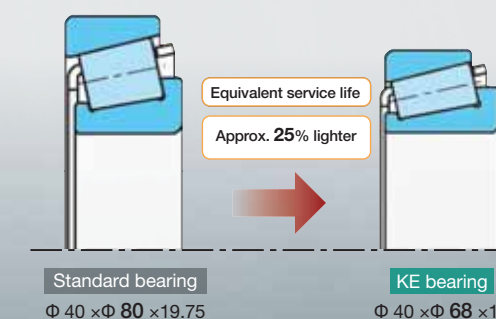 Equivalent service life
Approx. 25% lighter
Standard bearing
KE bearing
Φ 40 ×Φ 80 ×19.75
Φ 40 ×Φ 68 ×1